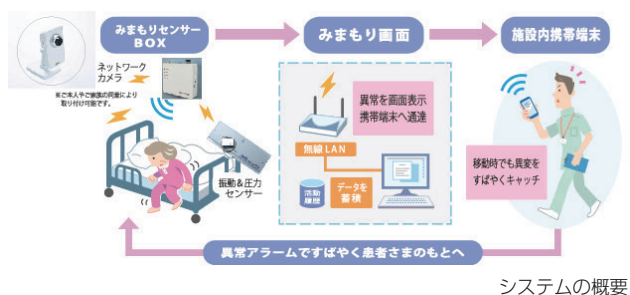 みまもりセンサー
BOX
みまもり画面
施設内携帯端末
ネットワーク
カメラ
※ご本人やご家族の同意により
取り付け可能です。
振動&圧力
センサー
異常を画面表示
携帯端末へ通達
無線LAN
活動
履歴
データを
蓄積
移動時でも異変を
すばやくキャッチ
異常アラームですばやく患者さまのもとへ
システムの概要